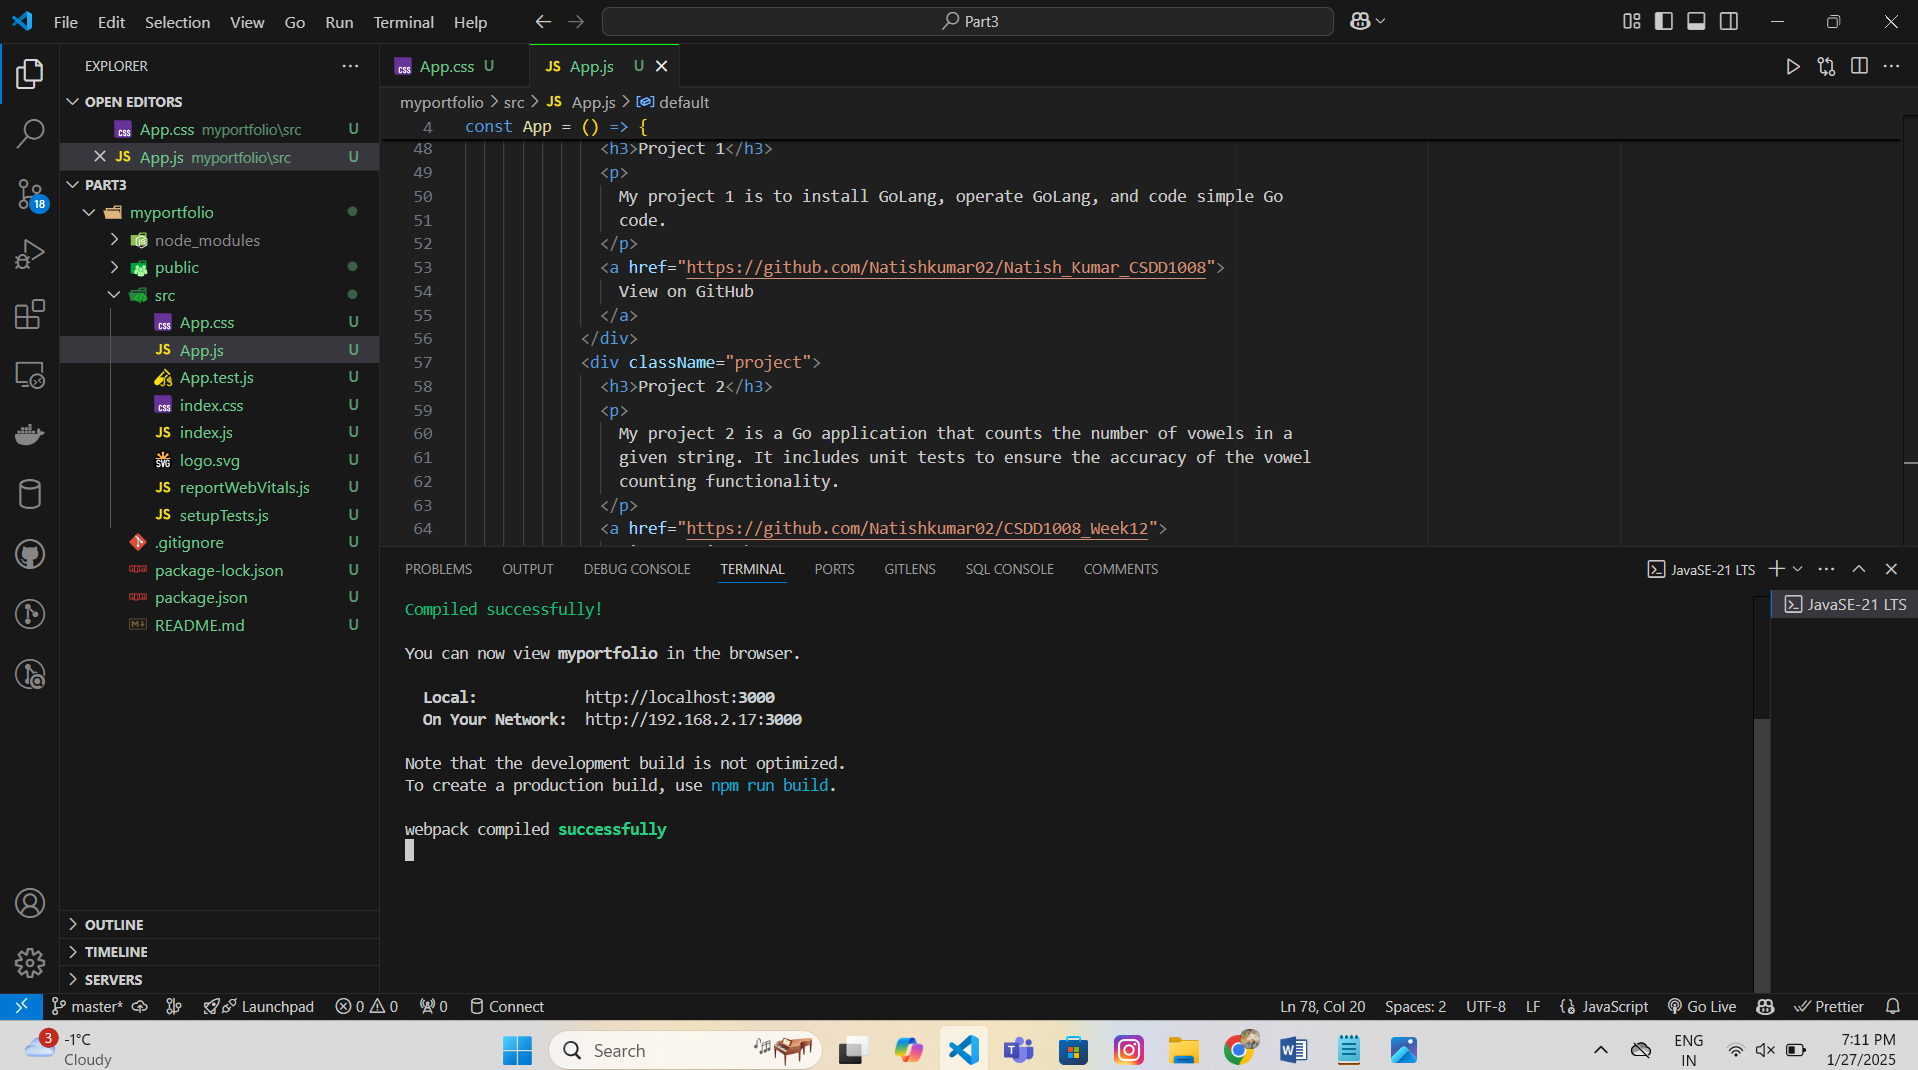 File Edit Selection View Go Run Terminal Help
Part3
EXPLORER
OPEN EDITORS
App.css myportfolio\src U
App.js myportfolio\src U
PART3
myportfolio
node_modules
public
src
App.css U
App.js U
App.test.js U
index.css U
index.js U
logo.svg U
reportWebVitals.js U
setupTests.js U
.gitignore U
package-lock.json U
package.json U
README.md U
OUTLINE
TIMELINE
SERVERS
18
App.css U
App.js U
myportfolio > src > JS App.js > default
4 const App = () => {
48 <h3>Project 1</h3>
49 <p>
50 My project 1 is to install GoLang, operate GoLang, and code simple Go
51 code.
52 </p>
53 <a href="https://github.com/Natishkumar02/Natish_Kumar_CSDD1008">
54 View on GitHub
55 </a>
56 </div>
57 <div className="project">
58 <h3>Project 2</h3>
59 <p>
60 My project 2 is a Go application that counts the number of vowels in a
61 given string. It includes unit tests to ensure the accuracy of the vowel
62 counting functionality.
63 </p>
64 <a href="https://github.com/Natishkumar02/CSDD1008_Week12">
PROBLEMS OUTPUT DEBUG CONSOLE TERMINAL PORTS GITLENS SQL CONSOLE COMMENTS
JavaSE-21 LTS
JavaSE-21 LTS
Compiled successfully!
You can now view myportfolio in the browser.
Local: http://localhost:3000
On Your Network: http://192.168.2.17:3000
Note that the development build is not optimized.
To create a production build, use npm run build.
webpack compiled successfully
master* Launchpad 0 0 0 Connect
Ln 78, Col 20 Spaces: 2 UTF-8 LF {} JavaScript Go Live Prettier
3 -1°C
Cloudy
Search
ENG
IN
7:11 PM
1/27/2025